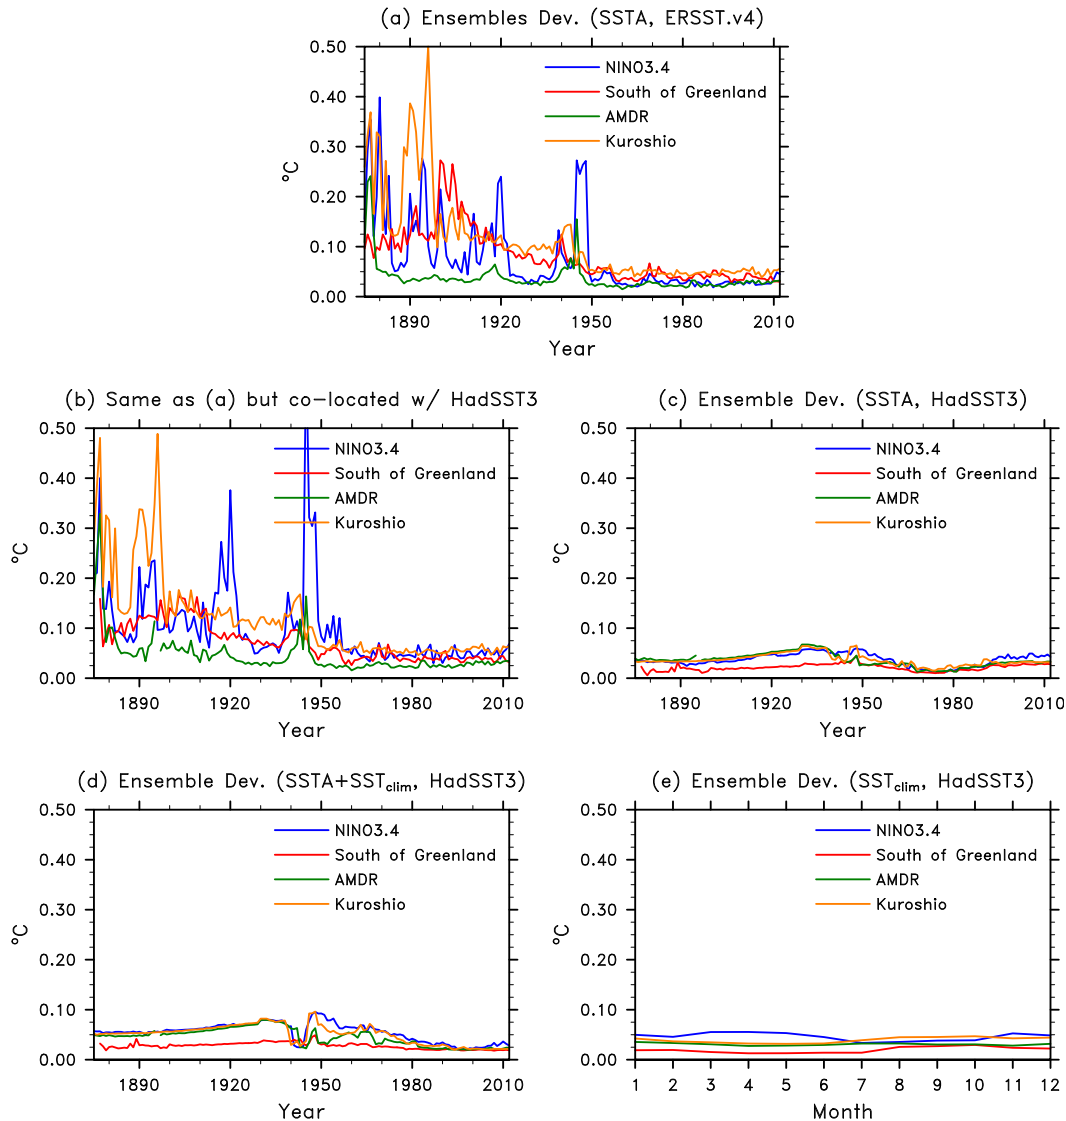 (a) Ensembles Dev. (SSTA, ERSST.v4)
0.50
0.40
0.30
0.20
0.10
0.00
°C
NINO3.4
South of Greenland
AMDR
Kuroshio
1890 1920 1950 1980 2010
Year
(b) Same as (a) but co-located w/ HadSST3
0.50
0.40
0.30
0.20
0.10
0.00
°C
NINO3.4
South of Greenland
AMDR
Kuroshio
1890 1920 1950 1980 2010
Year
(c) Ensemble Dev. (SSTA, HadSST3)
0.50
0.40
0.30
0.20
0.10
0.00
°C
NINO3.4
South of Greenland
AMDR
Kuroshio
1890 1920 1950 1980 2010
Year
(d) Ensemble Dev. (SSTA+SSTclim, HadSST3)
0.50
0.40
0.30
0.20
0.10
0.00
°C
NINO3.4
South of Greenland
AMDR
Kuroshio
1890 1920 1950 1980 2010
Year
(e) Ensemble Dev. (SSTclim, HadSST3)
0.50
0.40
0.30
0.20
0.10
0.00
°C
NINO3.4
South of Greenland
AMDR
Kuroshio
1 2 3 4 5 6 7 8 9 10 11 12
Month